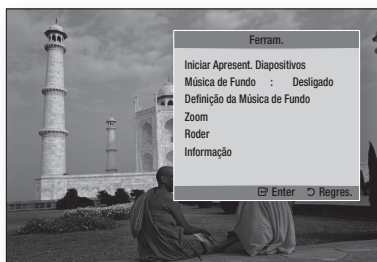 Ferram.
Iniciar Apresent. Diapositivos
Música de Fundo : Desligado
Definição da Música de Fundo
Zoom
Roder
Informação
Enter Regres.